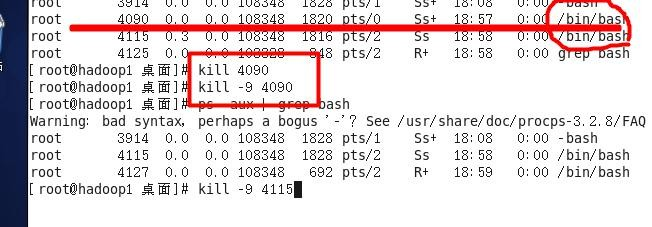 root 3914 0.0 0.0 108348 1828 pts/1 Ss+ 18:08 0:00 -bash
root 4090 0.0 0.0 108348 1820 pts/0 Ss+ 18:57 0:00 /bin/bash
root 4115 0.3 0.0 108348 1816 pts/2 Ss 18:58 0:00 /bin/bash
root 4125 0.0 0.0 108328 848 pts/2 R+ 18:58 0:00 grep bash
[root@hadoop1 桌面]# kill 4090
[root@hadoop1 桌面]# kill -9 4090
[root@hadoop1 桌面]# ps -aux | grep bash
Warning: bad syntax, perhaps a bogus '-'? See /usr/share/doc/procps-3.2.8/FAQ
root 3914 0.0 0.0 108348 1828 pts/1 Ss+ 18:08 0:00 -bash
root 4115 0.0 0.0 108348 1828 pts/2 Ss 18:58 0:00 /bin/bash
root 4127 0.0 0.0 108348 692 pts/2 R+ 18:59 0:00 /bin/bash
[root@hadoop1 桌面]# kill -9 4115